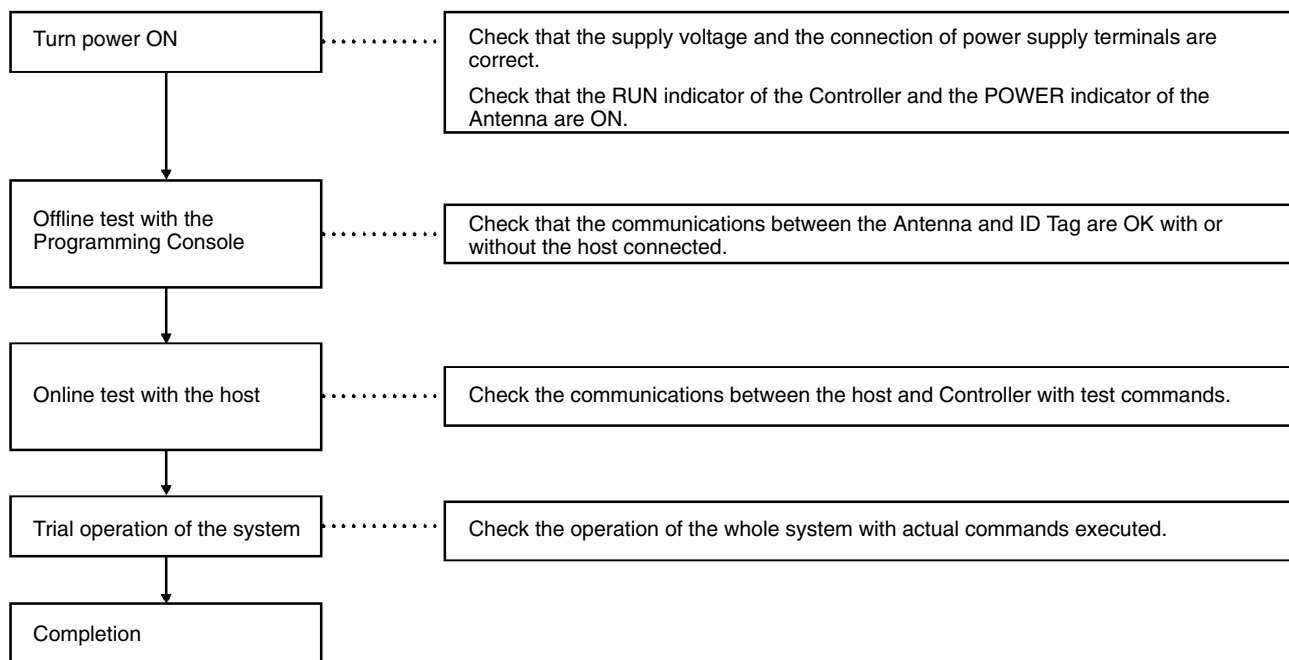 Turn power ON
Check that the supply voltage and the connection of power supply terminals are
correct.
Check that the RUN indicator of the Controller and the POWER indicator of the
Antenna are ON.
Offline test with the
Programming Console
Check that the communications between the Antenna and ID Tag are OK with or
without the host connected.
Online test with the host
Check the communications between the host and Controller with test commands.
Trial operation of the system
Check the operation of the whole system with actual commands executed.
Completion